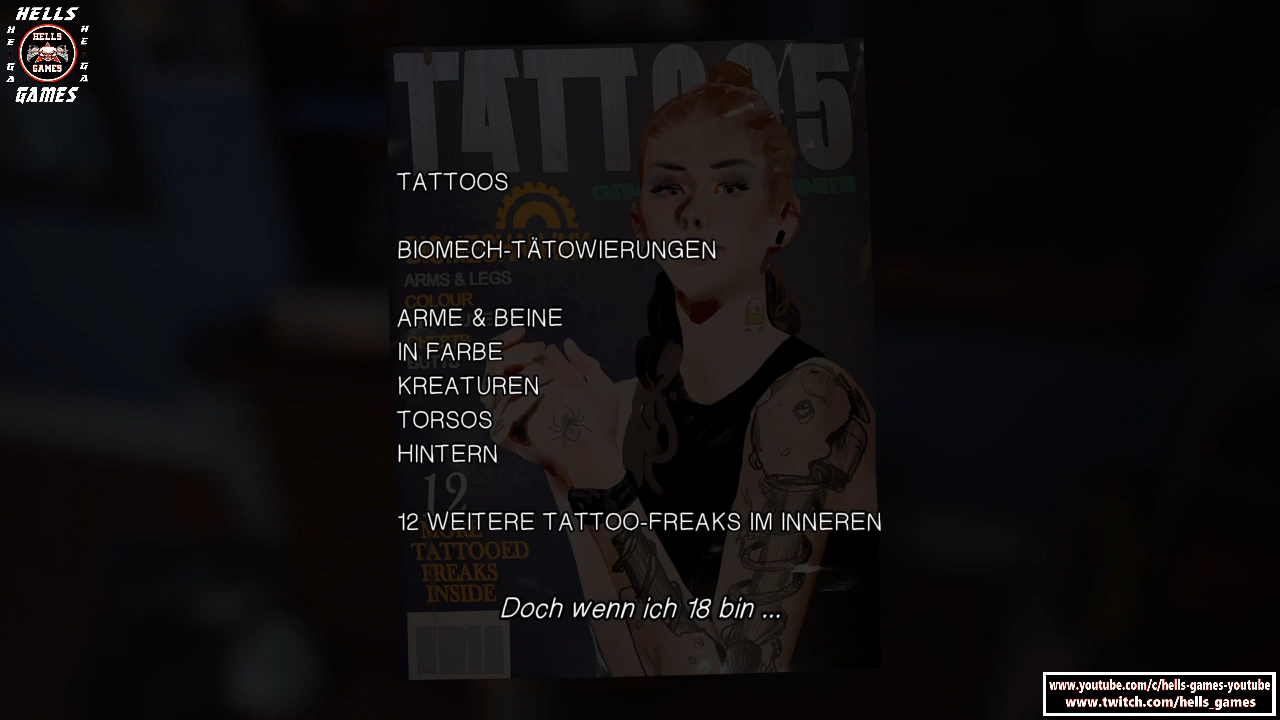 HELLS
HEGA
HELLS
GAMES
HEGA
GAMES
TATTOOS
TATTOOS
BIOMECH-TÄTOWIERUNGEN
ARMS & LEGS
COLOUR
ARME & BEINE
IN FARBE
KREATUREN
TORSOS
HINTERN
12
12 WEITERE TATTOO-FREAKS IM INNEREN
MORE
TATTOOED
FREAKS
INSIDE
Doch wenn ich 18 bin ...
www.youtube.com/c/hells-games-youtube
www.twitch.com/hells_games